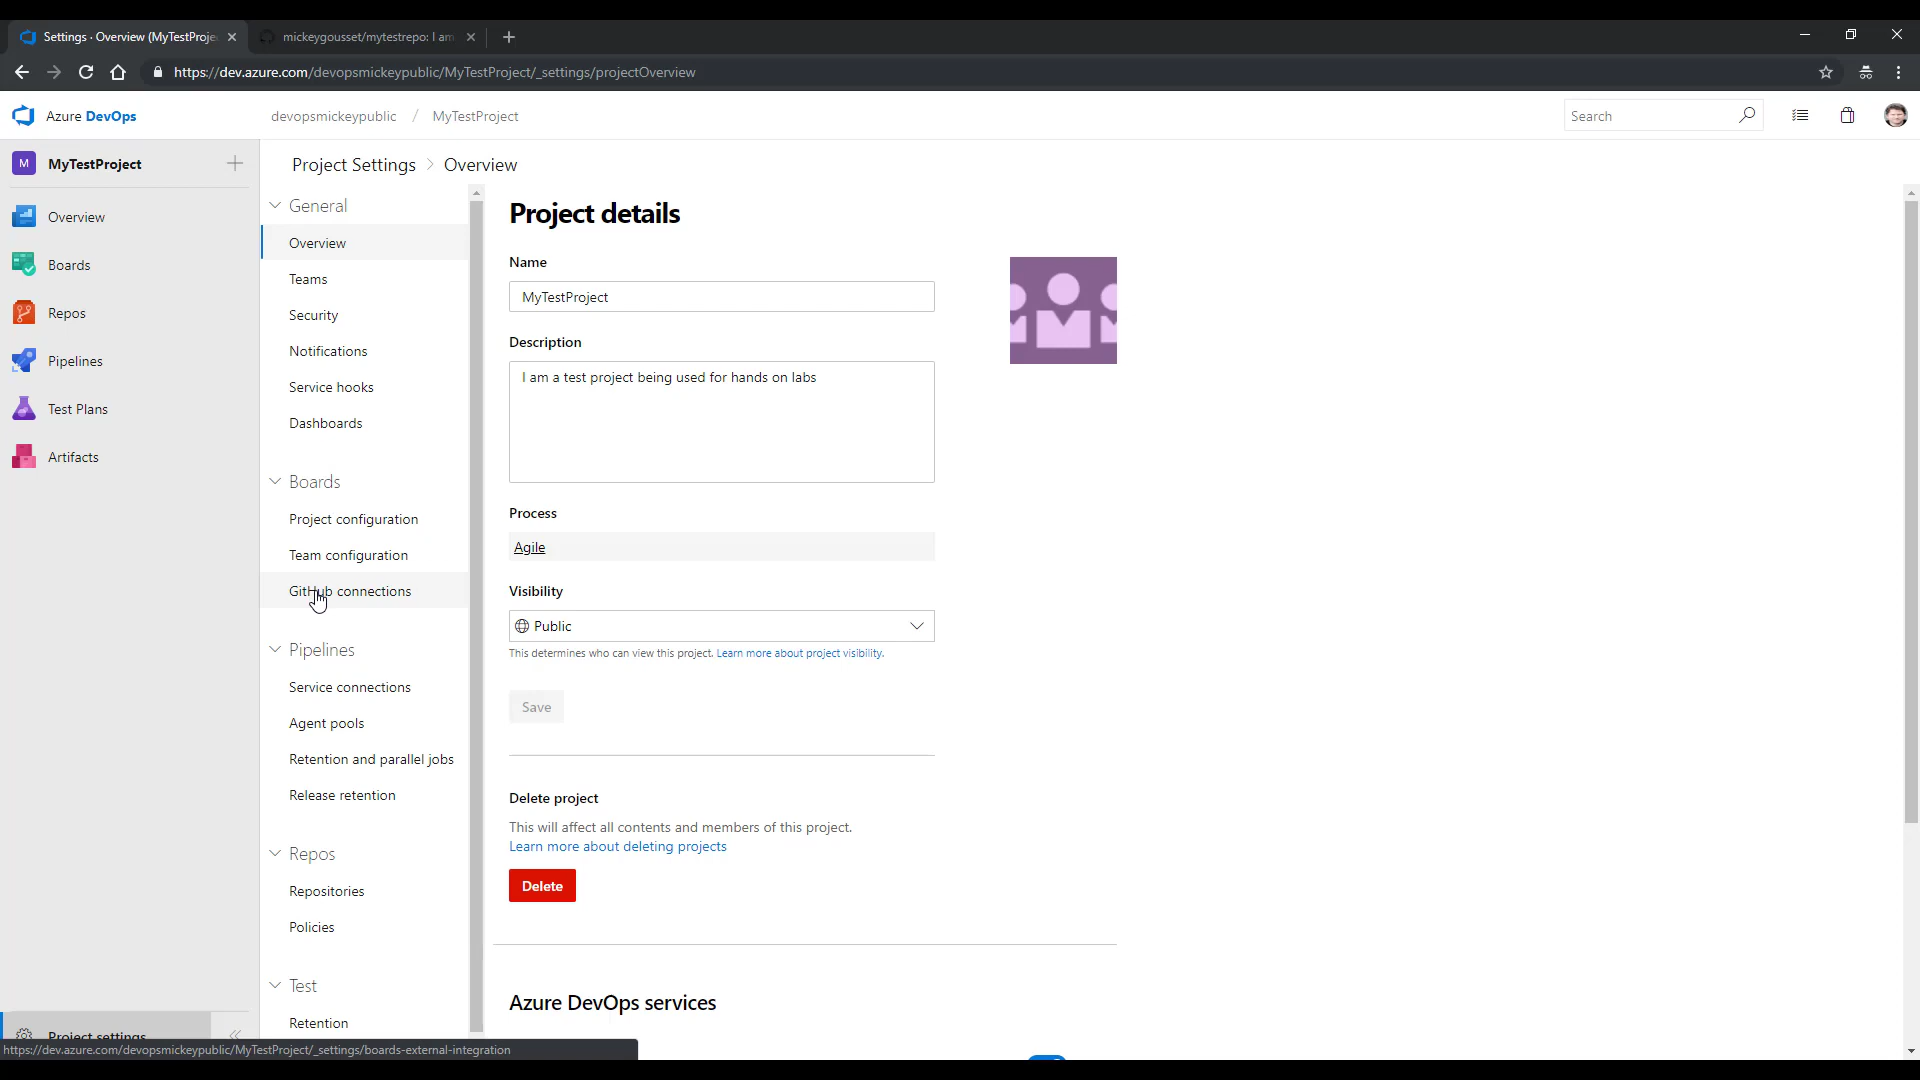 Settings · Overview (MyTestProje
mickeygousset/mytestrepo: I am
https://dev.azure.com/devopsmickeypublic/MyTestProject/_settings/projectOverview
Azure DevOps
devopsmickeypublic / MyTestProject
Search
M MyTestProject
Overview
Boards
Repos
Pipelines
Test Plans
Artifacts
Project settings
Project Settings > Overview
General
Overview
Teams
Security
Notifications
Service hooks
Dashboards
Boards
Project configuration
Team configuration
GitHub connections
Pipelines
Service connections
Agent pools
Retention and parallel jobs
Release retention
Repos
Repositories
Policies
Test
Retention
Project details
Name
MyTestProject
Description
I am a test project being used for hands on labs
Process
Agile
Visibility
Public
This determines who can view this project. Learn more about project visibility.
Save
Delete project
This will affect all contents and members of this project.
Learn more about deleting projects
Delete
Azure DevOps services
https://dev.azure.com/devopsmickeypublic/MyTestProject/_settings/boards-external-integration